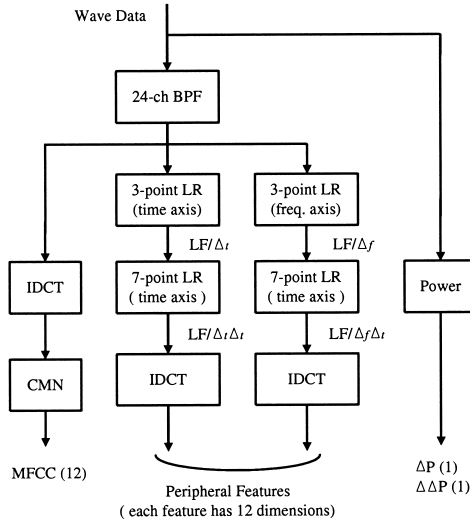 Wave Data
24-ch BPF
3-point LR
(time axis)
3-point LR
(freq. axis)
LF/Δt
LF/Δf
IDCT
7-point LR
( time axis )
7-point LR
( time axis )
Power
LF/ΔtΔt
LF/ΔfΔt
CMN
IDCT
IDCT
MFCC (12)
ΔP (1)
ΔΔP (1)
Peripheral Features
( each feature has 12 dimensions)